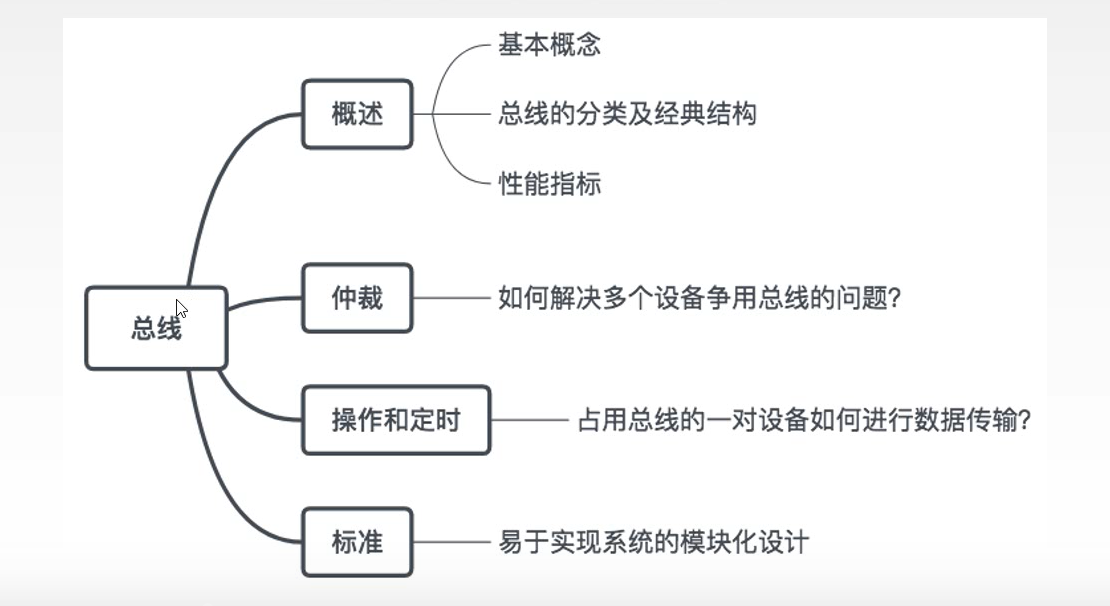 基本概念
概述
总线的分类及经典结构
性能指标
仲裁
如何解决多个设备争用总线的问题?
总线
操作和定时
占用总线的一对设备如何进行数据传输?
标准
易于实现系统的模块化设计